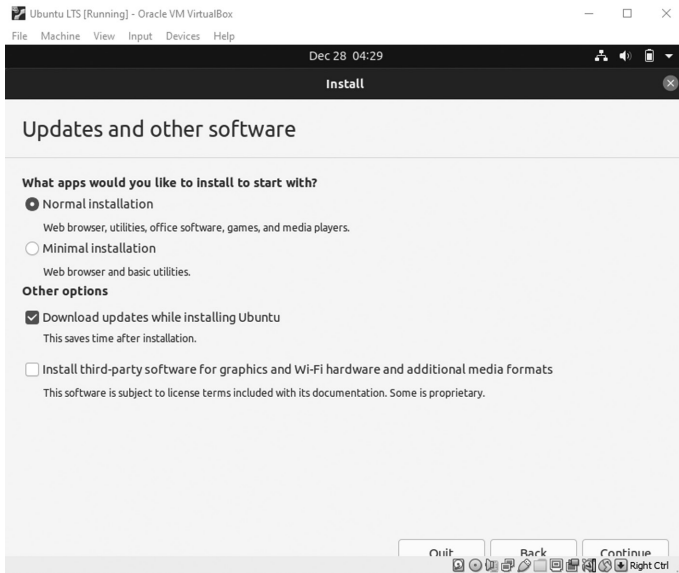 Ubuntu LTS [Running] - Oracle VM VirtualBox
File Machine View Input Devices Help
Dec 28 04:29
Install
Updates and other software
What apps would you like to install to start with?
Normal installation
Web browser, utilities, office software, games, and media players.
Minimal installation
Web browser and basic utilities.
Other options
Download updates while installing Ubuntu
This saves time after installation.
Install third-party software for graphics and Wi-Fi hardware and additional media formats
This software is subject to license terms included with its documentation. Some is proprietary.
Quit Back Continue
Right Ctrl